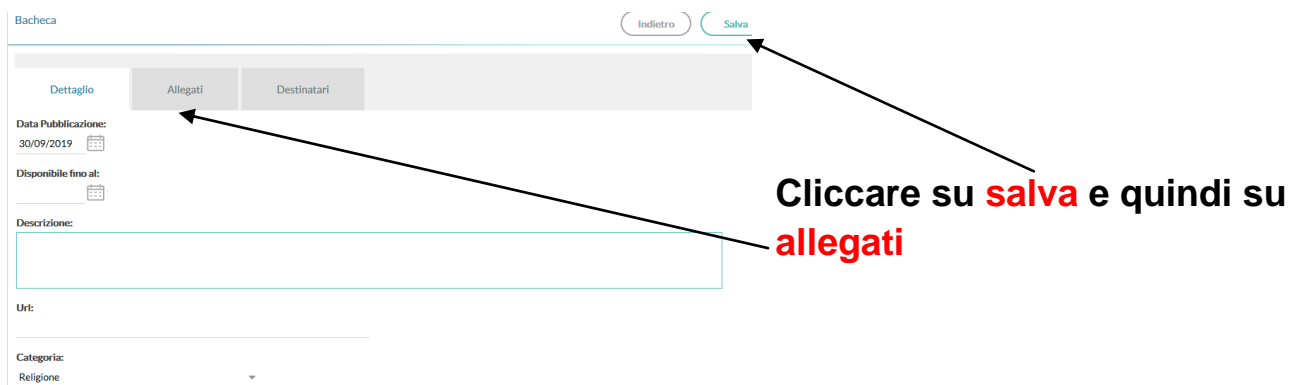 Bacheca
Indietro
Salva
Dettaglio
Allegati
Destinatari
Data Pubblicazione:
30/09/2019
Disponibile fino al:
Cliccare su salva e quindi su
allegati
Descrizione:
Url:
Categoria:
Religione